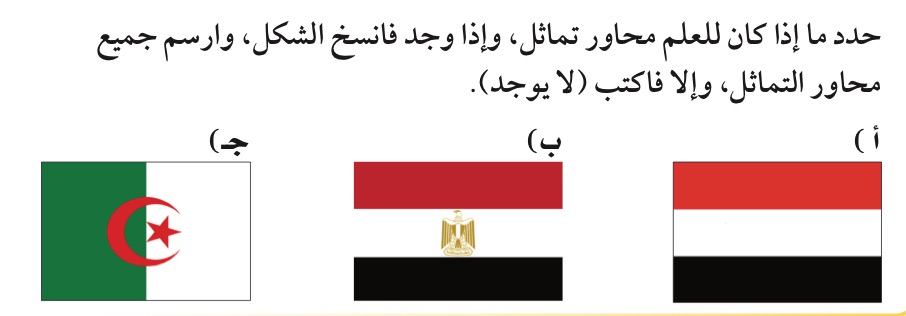 حدد ما إذا كان للعلم محاور تماثل، وإذا وجد فانسخ الشكل، وارسم جميع
محاور التماثل، وإلا فاكتب (لا يوجد).
أ ) ب) جـ)